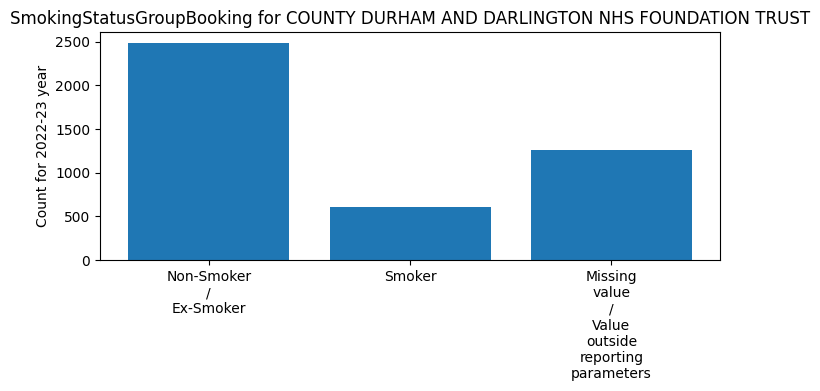 SmokingStatusGroupBooking for COUNTY DURHAM AND DARLINGTON NHS FOUNDATION TRUST
Count for 2022-23 year
2500
2000
1500
1000
500
0
Non-Smoker
/
Ex-Smoker
Smoker
Missing
value
/
Value
outside
reporting
parameters